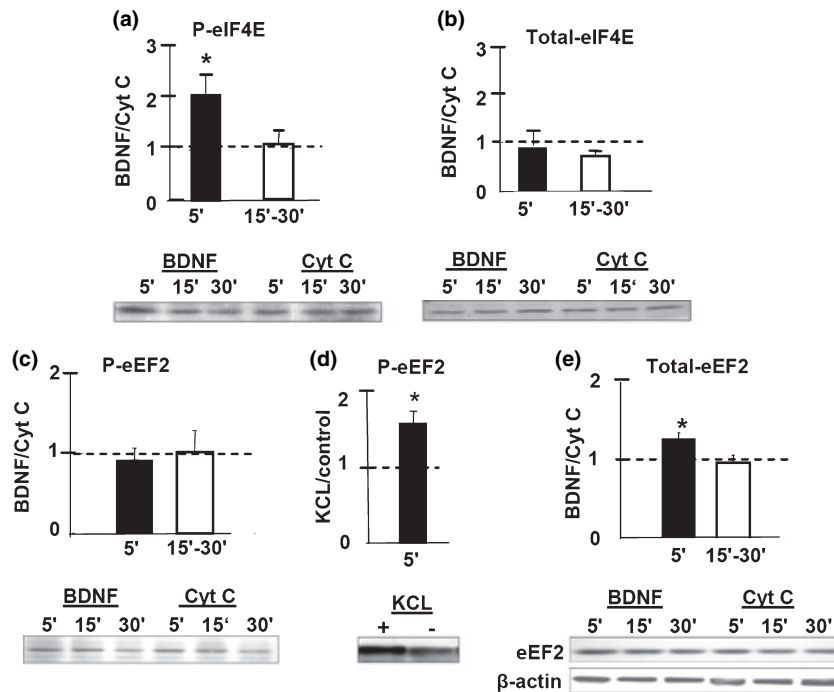 (a) P-eIF4E
BDNF/Cyt C
3
2
1
0
*
5' 15'-30'
BDNF Cyt C
5' 15' 30' 5' 15' 30'
(b) Total-eIF4E
BDNF/Cyt C
3
2
1
0
5' 15'-30'
BDNF Cyt C
5' 15' 30' 5' 15' 30'
(c) P-eEF2
BDNF/Cyt C
2
1
0
5' 15'-30'
BDNF Cyt C
5' 15' 30' 5' 15' 30'
(d) P-eEF2
KCL/control
2
1
0
*
5'
KCL
+ -
(e) Total-eEF2
BDNF/Cyt C
2
1
0
*
5' 15'-30'
BDNF Cyt C
5' 15' 30' 5' 15' 30'
eEF2
β-actin